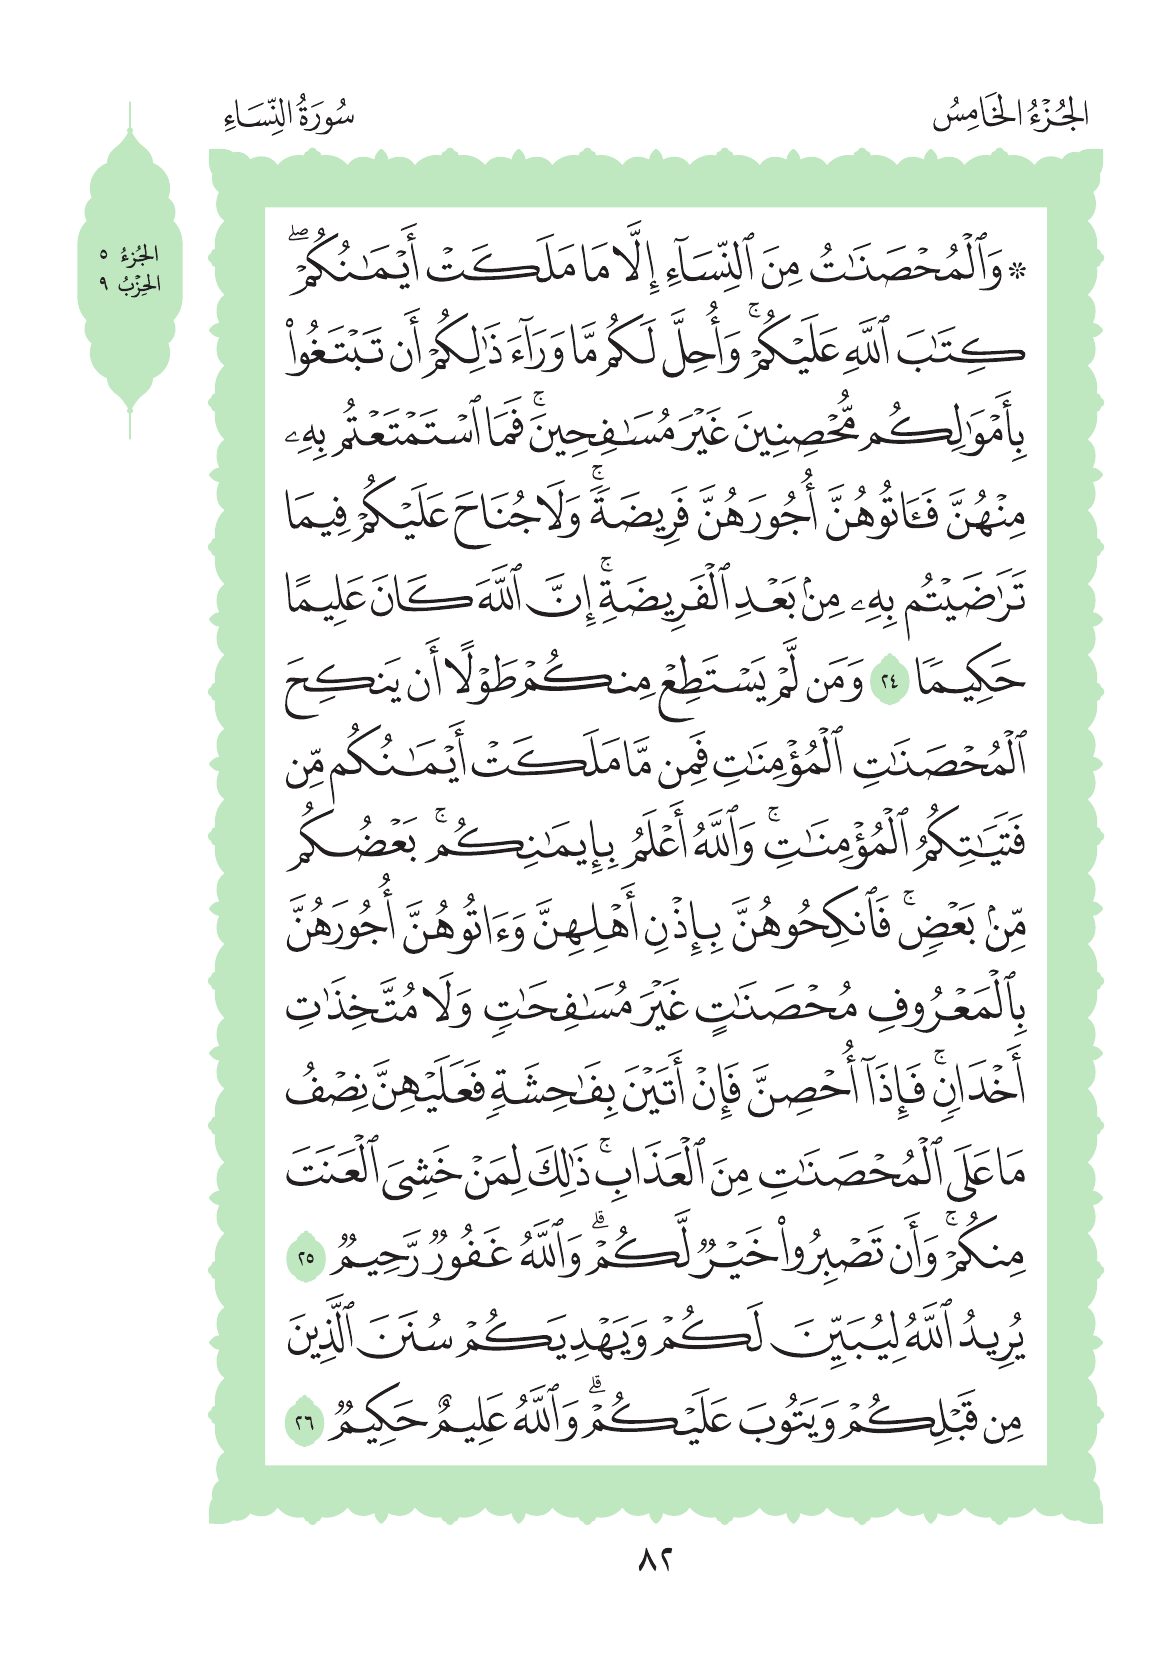 الجُزْءُ الخَامِسُ
سُورَةُ النِّسَاءِ
الجُزءُ ٥
الحِزْبُ ٩
۞ وَٱلْمُحْصَنَٰتُ مِنَ ٱلنِّسَآءِ إِلَّا مَا مَلَكَتْ أَيْمَٰنُكُمْۖ
كِتَٰبَ ٱللَّهِ عَلَيْكُمْۚ وَأُحِلَّ لَكُم مَّا وَرَآءَ ذَٰلِكُمْ أَن تَبْتَغُوا۟
بِأَمْوَٰلِكُم مُّحْصِنِينَ غَيْرَ مُسَٰفِحِينَۚ فَمَا ٱسْتَمْتَعْتُم بِهِۦ
مِنْهُنَّ فَـَٔاتُوهُنَّ أُجُورَهُنَّ فَرِيضَةًۚ وَلَا جُنَاحَ عَلَيْكُمْ فِيمَا
تَرَٰضَيْتُم بِهِۦ مِنۢ بَعْدِ ٱلْفَرِيضَةِۚ إِنَّ ٱللَّهَ كَانَ عَلِيمًا
حَكِيمًا ٢٤ وَمَن لَّمْ يَسْتَطِعْ مِنكُمْ طَوْلًا أَن يَنكِحَ
ٱلْمُحْصَنَٰتِ ٱلْمُؤْمِنَٰتِ فَمِن مَّا مَلَكَتْ أَيْمَٰنُكُم مِّن
فَتَيَٰتِكُمُ ٱلْمُؤْمِنَٰتِۚ وَٱللَّهُ أَعْلَمُ بِإِيمَٰنِكُمۚ بَعْضُكُم
مِّنۢ بَعْضٍۚ فَٱنكِحُوهُنَّ بِإِذْنِ أَهْلِهِنَّ وَءَاتُوهُنَّ أُجُورَهُنَّ
بِٱلْمَعْرُوفِ مُحْصَنَٰتٍ غَيْرَ مُسَٰفِحَٰتٍ وَلَا مُتَّخِذَٰتِ
أَخْدَانٍۚ فَإِذَآ أُحْصِنَّ فَإِنْ أَتَيْنَ بِفَٰحِشَةٍ فَعَلَيْهِنَّ نِصْفُ
مَا عَلَى ٱلْمُحْصَنَٰتِ مِنَ ٱلْعَذَابِۚ ذَٰلِكَ لِمَنْ خَشِىَ ٱلْعَنَتَ
مِنكُمْۚ وَأَن تَصْبِرُوا۟ خَيْرٌ لَّكُمْۗ وَٱللَّهُ غَفُورٌ رَّحِيمٌ ٢٥
يُرِيدُ ٱللَّهُ لِيُبَيِّنَ لَكُمْ وَيَهْدِيَكُمْ سُنَنَ ٱلَّذِينَ
مِن قَبْلِكُمْ وَيَتُوبَ عَلَيْكُمْۗ وَٱللَّهُ عَلِيمٌ حَكِيمٌ ٢٦
٨٢